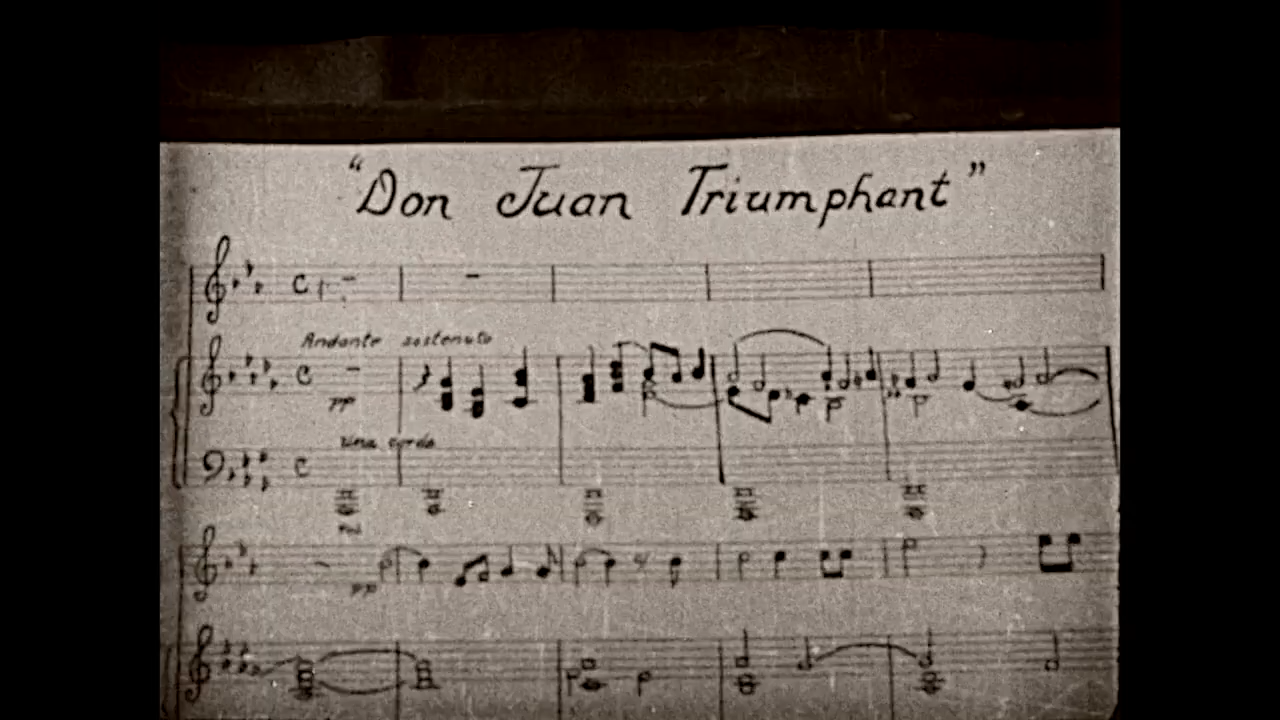 "Don Juan Triumphant"
Andante sostenuto
pp
una corda
pp